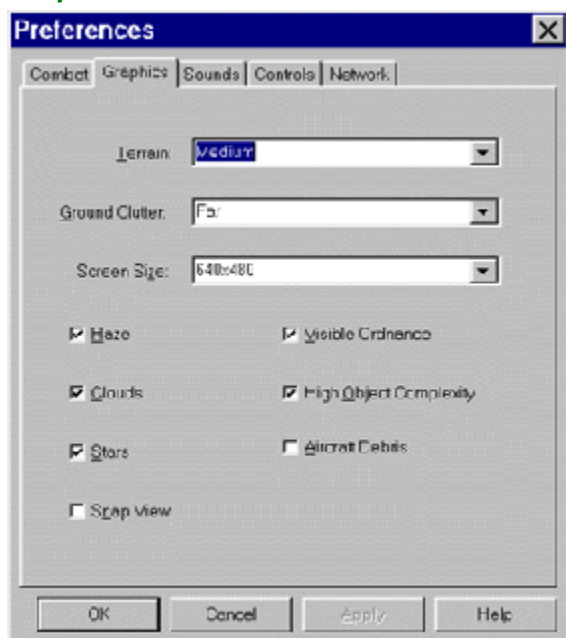 Preferences
Combat Graphics Sounds Controls Network
Terrain: Medium
Ground Clutter: Far
Screen Size: 640x480
Haze Visible Ordnance
Clouds High Object Complexity
Stars Aircraft Debris
Snap View
OK Cancel Apply Help